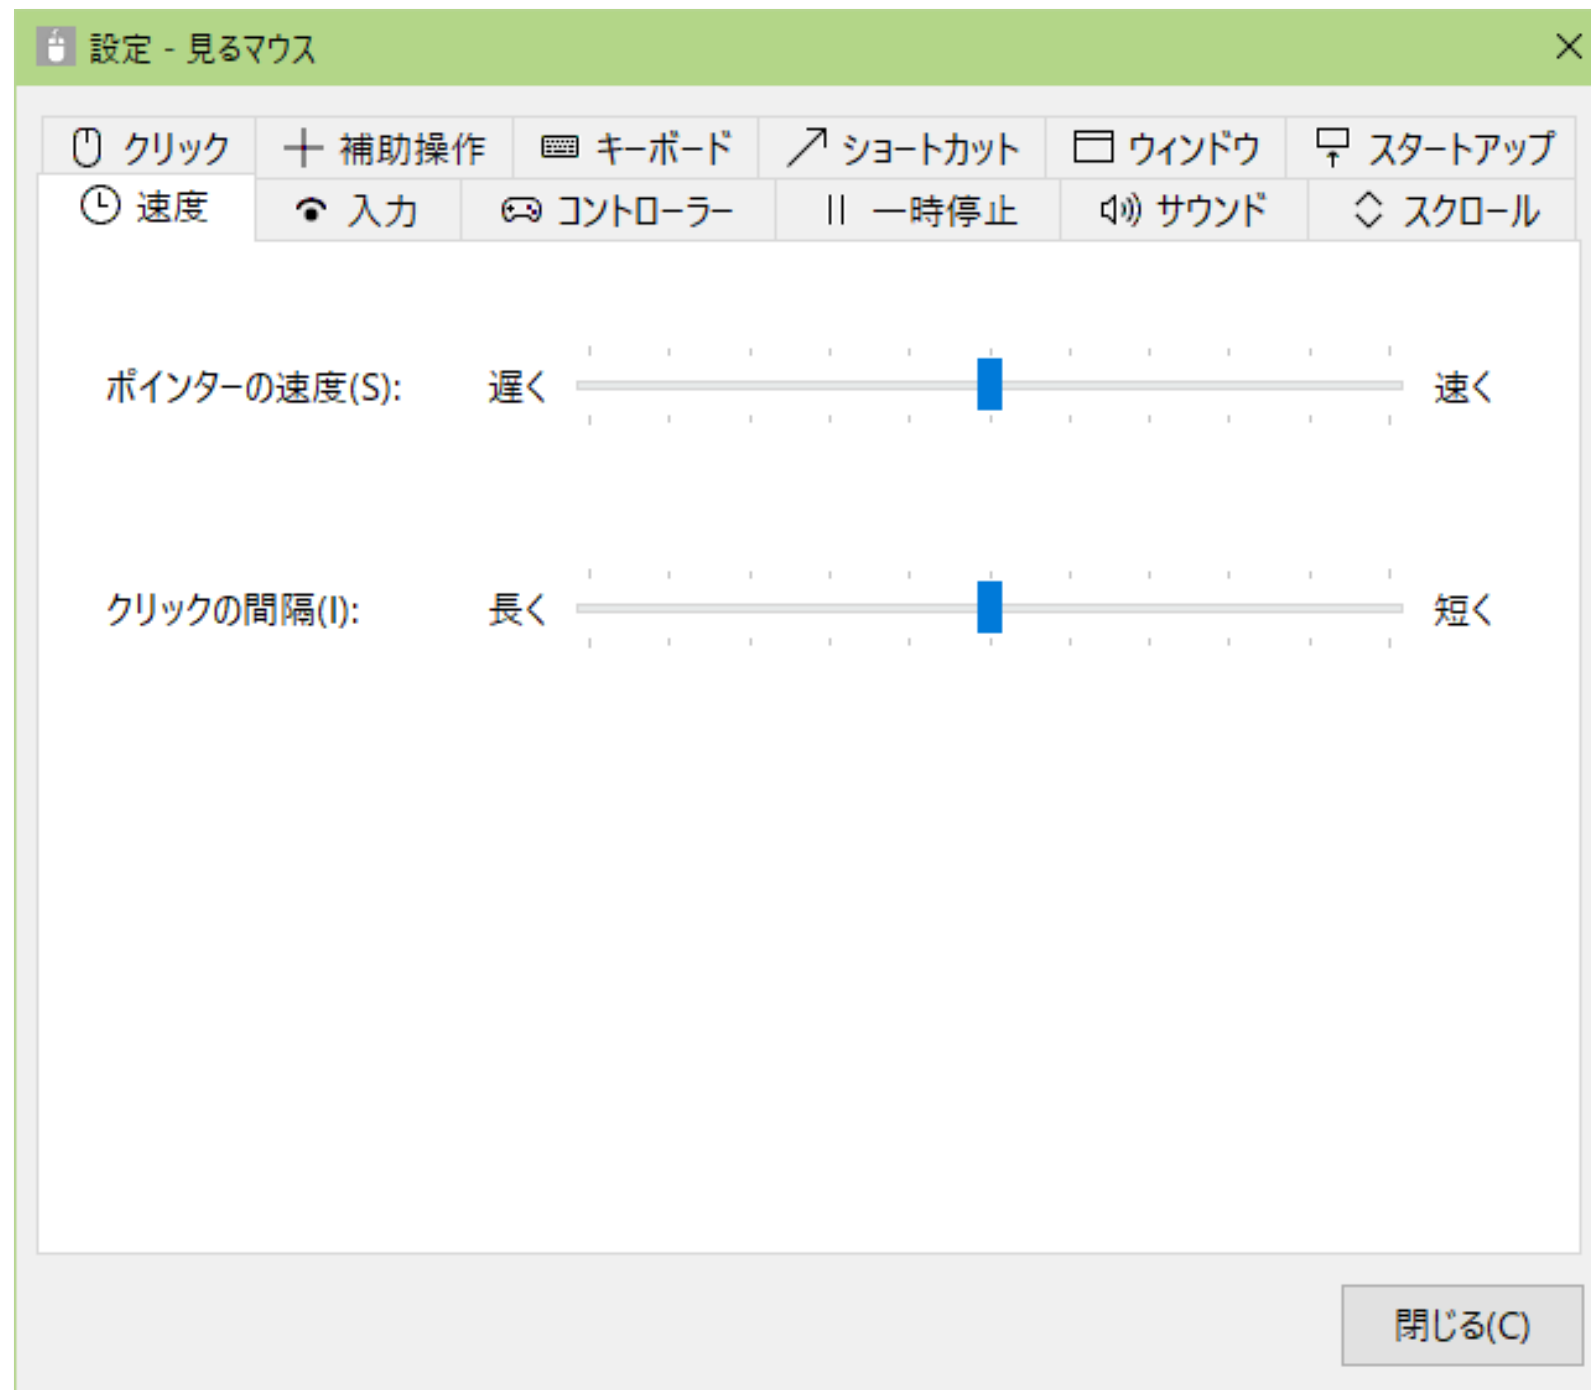 設定 - 見るマウス
クリック 補助操作 キーボード ショートカット ウィンドウ スタートアップ
速度 入力 コントローラー 一時停止 サウンド スクロール
ポインターの速度(S): 遅く 速く
クリックの間隔(I): 長く 短く
閉じる(C)